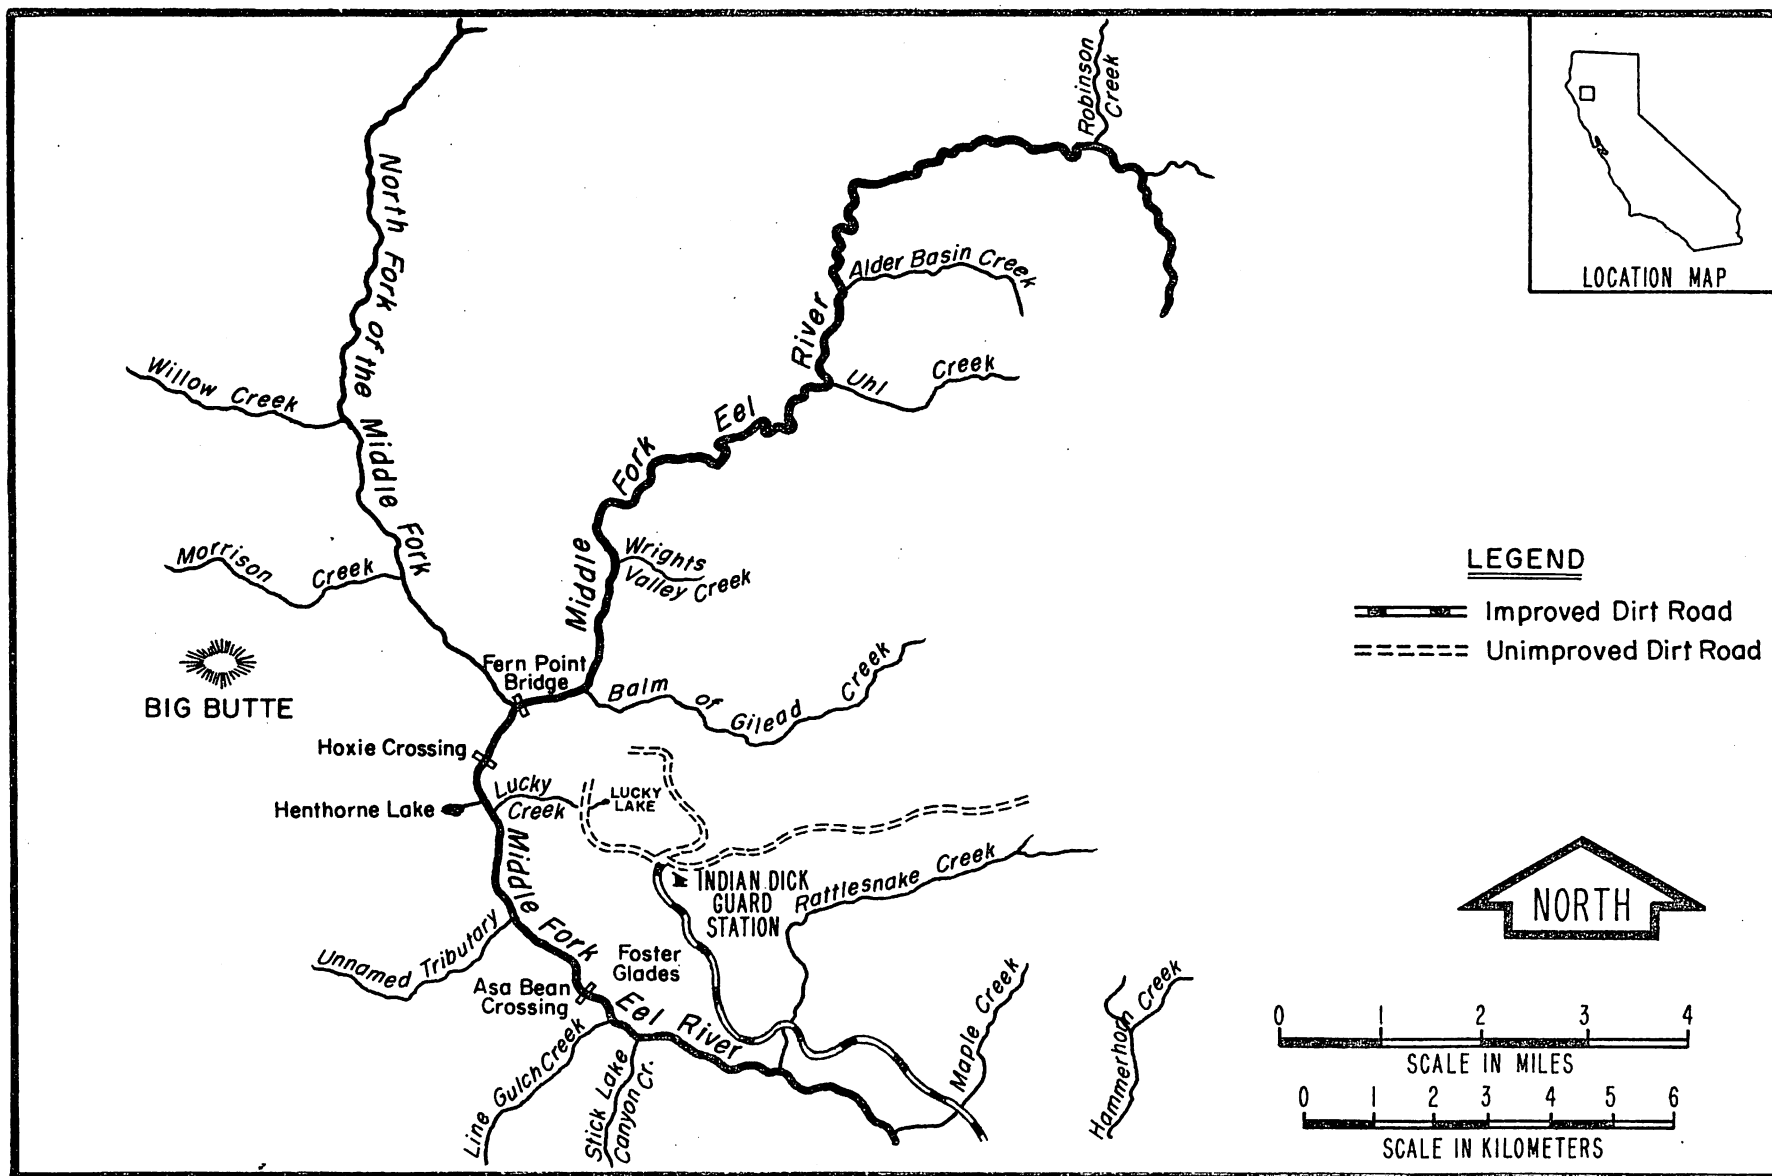 Robinson
Creek
LOCATION MAP
North Fork of the Middle Fork
Alder Basin Creek
Willow Creek
Uhl Creek
Middle Fork Eel River
Morrison Creek
Wrights
Valley Creek
LEGEND
Improved Dirt Road
Unimproved Dirt Road
BIG BUTTE
Fern Point
Bridge
Balm of Gilead Creek
Hoxie Crossing
Henthorne Lake
Lucky
Creek
LUCKY
LAKE
INDIAN DICK
GUARD
STATION
Rattlesnake Creek
NORTH
Middle Fork Eel River
Unnamed Tributary
Foster
Glades
Asa Bean
Crossing
Line Gulch Creek
Stick Lake
Canyon Cr.
Maple Creek
Hammerhorn Creek
0 1 2 3 4
SCALE IN MILES
0 1 2 3 4 5 6
SCALE IN KILOMETERS